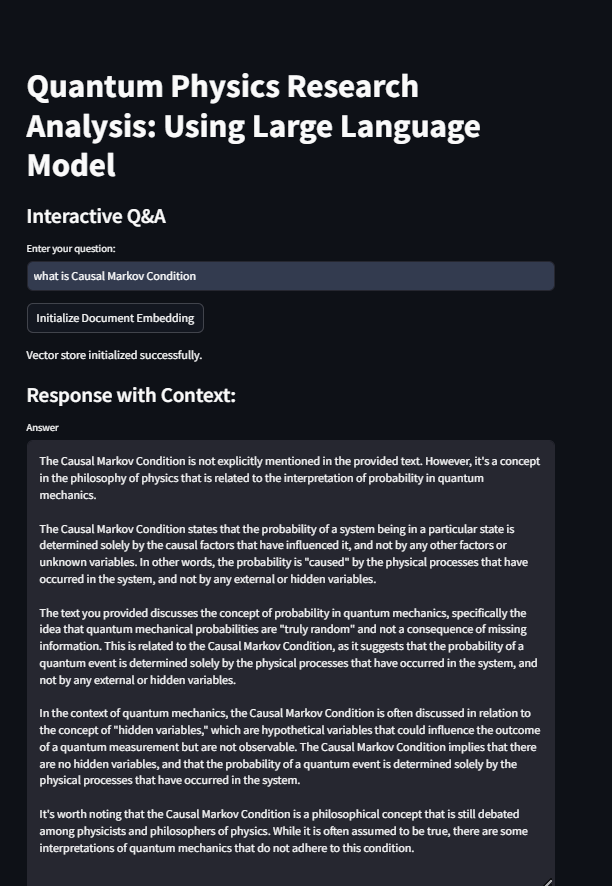 Quantum Physics Research
Analysis: Using Large Language
Model
Interactive Q&A
Enter your question:
what is Causal Markov Condition
Initialize Document Embedding
Vector store initialized successfully.
Response with Context:
Answer
The Causal Markov Condition is not explicitly mentioned in the provided text. However, it's a concept
in the philosophy of physics that is related to the interpretation of probability in quantum
mechanics.
The Causal Markov Condition states that the probability of a system being in a particular state is
determined solely by the causal factors that have influenced it, and not by any other factors or
unknown variables. In other words, the probability is "caused" by the physical processes that have
occurred in the system, and not by any external or hidden variables.
The text you provided discusses the concept of probability in quantum mechanics, specifically the
idea that quantum mechanical probabilities are "truly random" and not a consequence of missing
information. This is related to the Causal Markov Condition, as it suggests that the probability of a
quantum event is determined solely by the physical processes that have occurred in the system, and
not by any external or hidden variables.
In the context of quantum mechanics, the Causal Markov Condition is often discussed in relation to
the concept of "hidden variables," which are hypothetical variables that could influence the outcome
of a quantum measurement but are not observable. The Causal Markov Condition implies that there
are no hidden variables, and that the probability of a quantum event is determined solely by the
physical processes that have occurred in the system.
It's worth noting that the Causal Markov Condition is a philosophical concept that is still debated
among physicists and philosophers of physics. While it is often assumed to be true, there are some
interpretations of quantum mechanics that do not adhere to this condition.